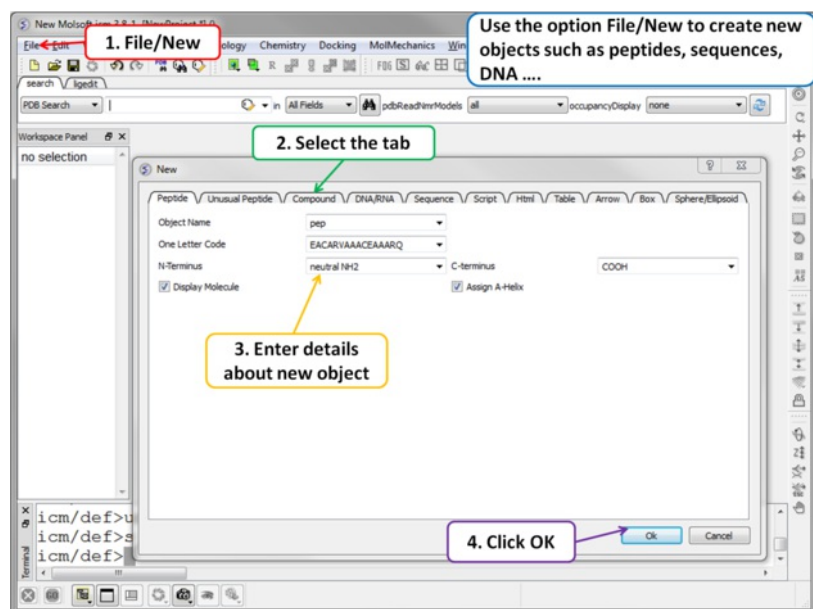 New Molsoft icm 3.8-1 [NewProject *] 0
Use the option File/New to create new
objects such as peptides, sequences,
DNA ....
File Edit
1. File/New
ology Chemistry Docking MolMechanics Win
search ligedit
PDB Search in All Fields pdbReadNmrModels all occupancyDisplay none
Workspace Panel
no selection
2. Select the tab
New
Peptide Unusual Peptide Compound DNA/RNA Sequence Script Html Table Arrow Box Sphere/Ellipsoid
Object Name pep
One Letter Code EACARVAAACEAAARQ
N-Terminus neutral NH2 C-terminus COOH
Display Molecule Assign A-Helix
3. Enter details
about new object
4. Click OK
Ok Cancel
Terminal
icm/def>u
icm/def>s
icm/def>